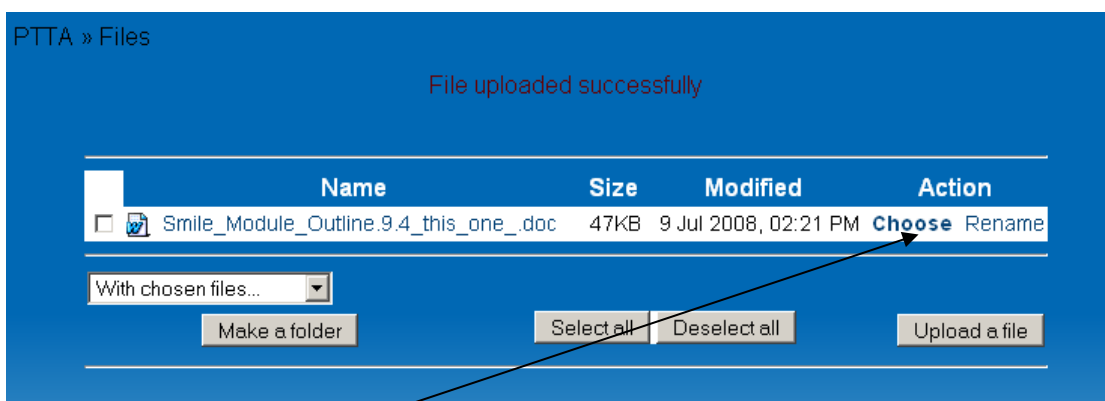 PTTA » Files
File uploaded successfully
Name Size Modified Action
Smile_Module_Outline.9.4_this_one_.doc 47KB 9 Jul 2008, 02:21 PM Choose Rename
With chosen files...
Make a folder Select all Deselect all Upload a file